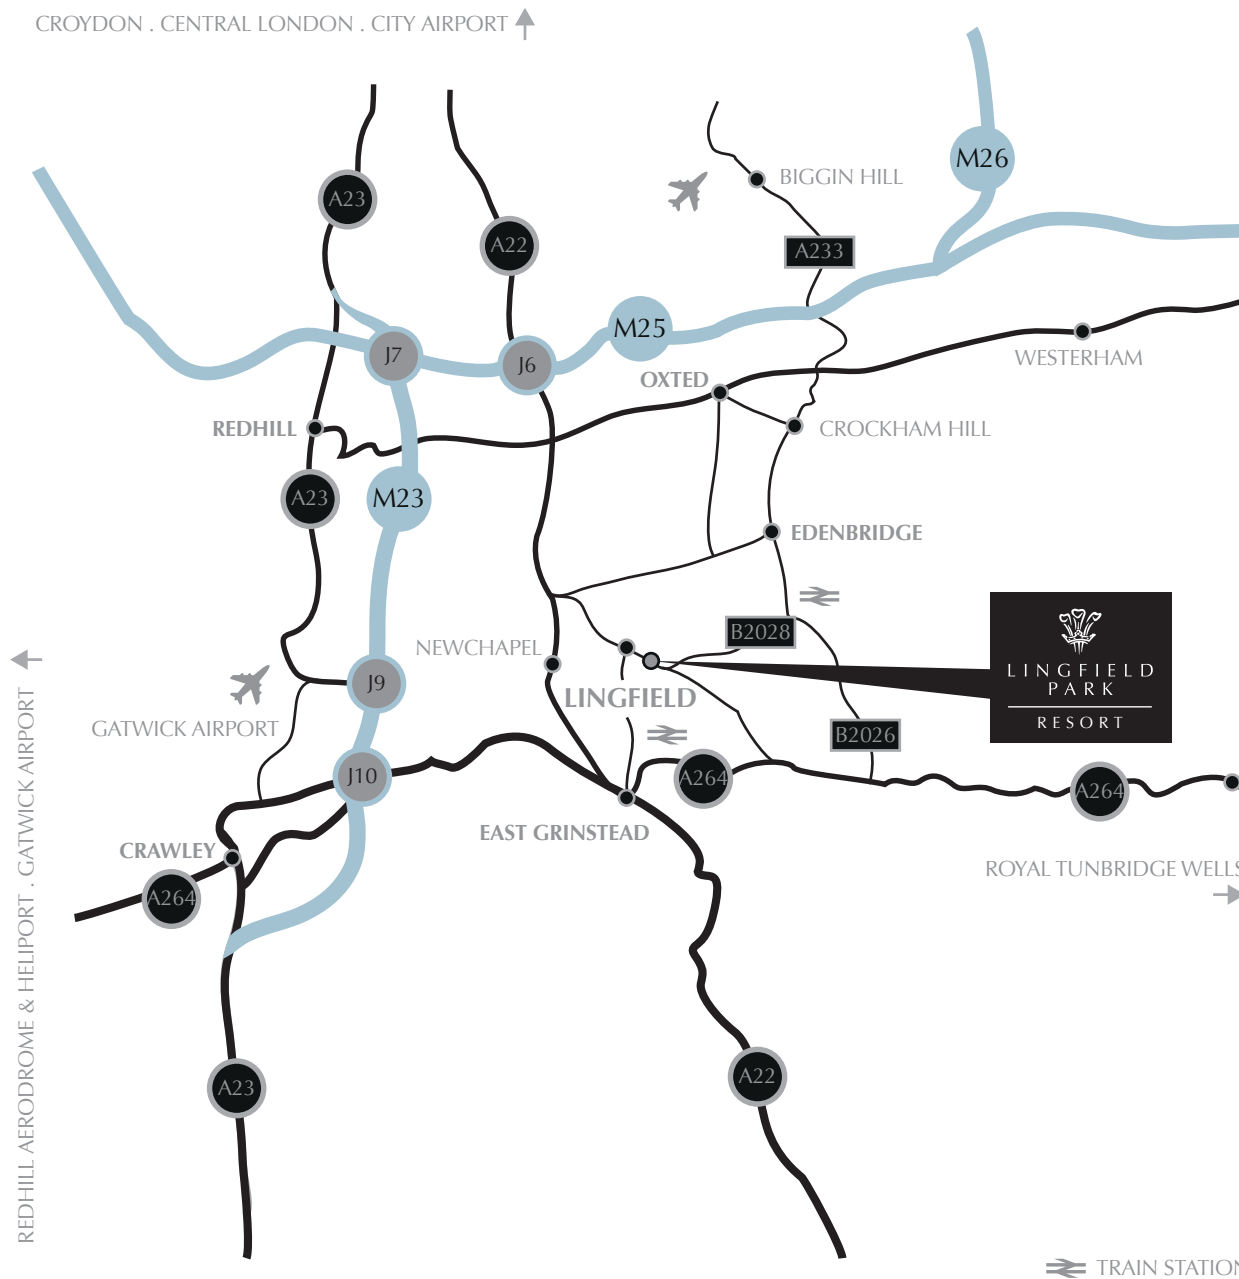 CROYDON . CENTRAL LONDON . CITY AIRPORT
M26
BIGGIN HILL
A23
A22
A233
M25
J7
J6
WESTERHAM
OXTED
REDHILL
CROCKHAM HILL
A23
M23
EDENBRIDGE
B2028
NEWCHAPEL
LINGFIELD
PARK
RESORT
J9
LINGFIELD
GATWICK AIRPORT
B2026
J10
A264
A264
EAST GRINSTEAD
CRAWLEY
ROYAL TUNBRIDGE WELLS
A264
REDHILL AERODROME & HELIPORT . GATWICK AIRPORT
A23
A22
TRAIN STATION